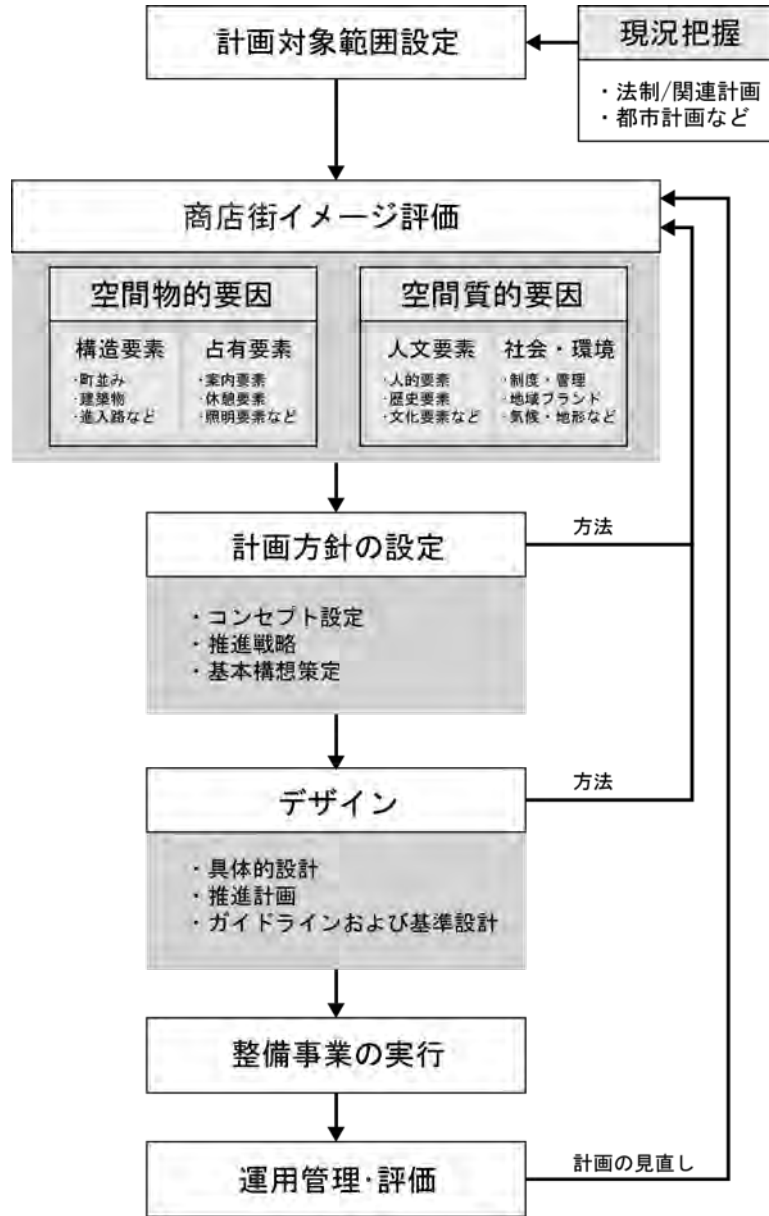 計画対象範囲設定
現況把握
・法制/関連計画
・都市計画など
商店街イメージ評価
空間物的要因
構造要素
・町並み
・建築物
・進入路など
占有要素
・案内要素
・休憩要素
・照明要素など
空間質的要因
人文要素
・人的要素
・歴史要素
・文化要素など
社会・環境
・制度・管理
・地域ブランド
・気候・地形など
計画方針の設定
方法
・コンセプト設定
・推進戦略
・基本構想策定
デザイン
方法
・具体的設計
・推進計画
・ガイドラインおよび基準設計
整備事業の実行
運用管理・評価
計画の見直し